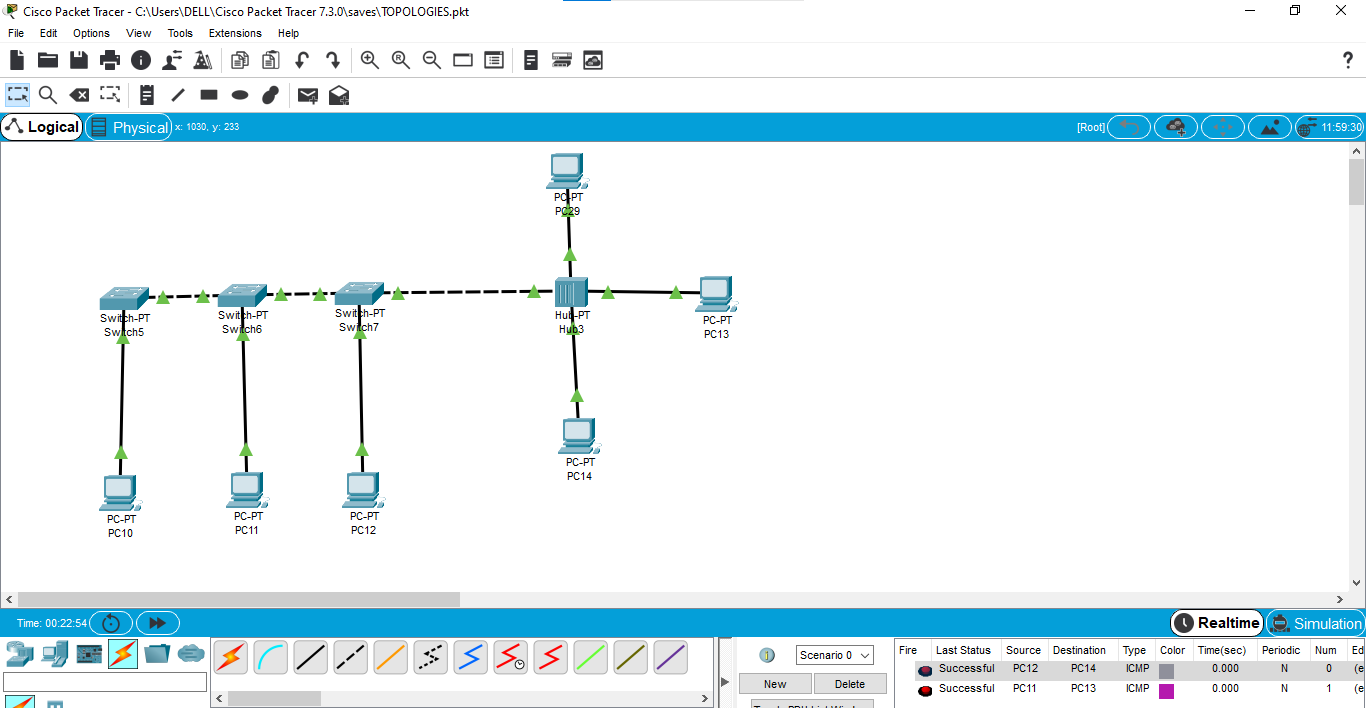 Cisco Packet Tracer - C:\Users\DELL\Cisco Packet Tracer 7.3.0\saves\TOPOLOGIES.pkt
File Edit Options View Tools Extensions Help
?
Logical Physical x: 1030, y: 233 [Root] 11:59:30
PC-PT
PC29
Switch-PT
Switch5
Switch-PT
Switch6
Switch-PT
Switch7
Hub-PT
Hub3
PC-PT
PC13
PC-PT
PC14
PC-PT
PC10
PC-PT
PC11
PC-PT
PC12
Time: 00:22:54 Realtime Simulation
Scenario 0
New Delete
Fire Last Status Source Destination Type Color Time(sec) Periodic Num Ed
Successful PC12 PC14 ICMP 0.000 N 0 (e
Successful PC11 PC13 ICMP 0.000 N 1 (e